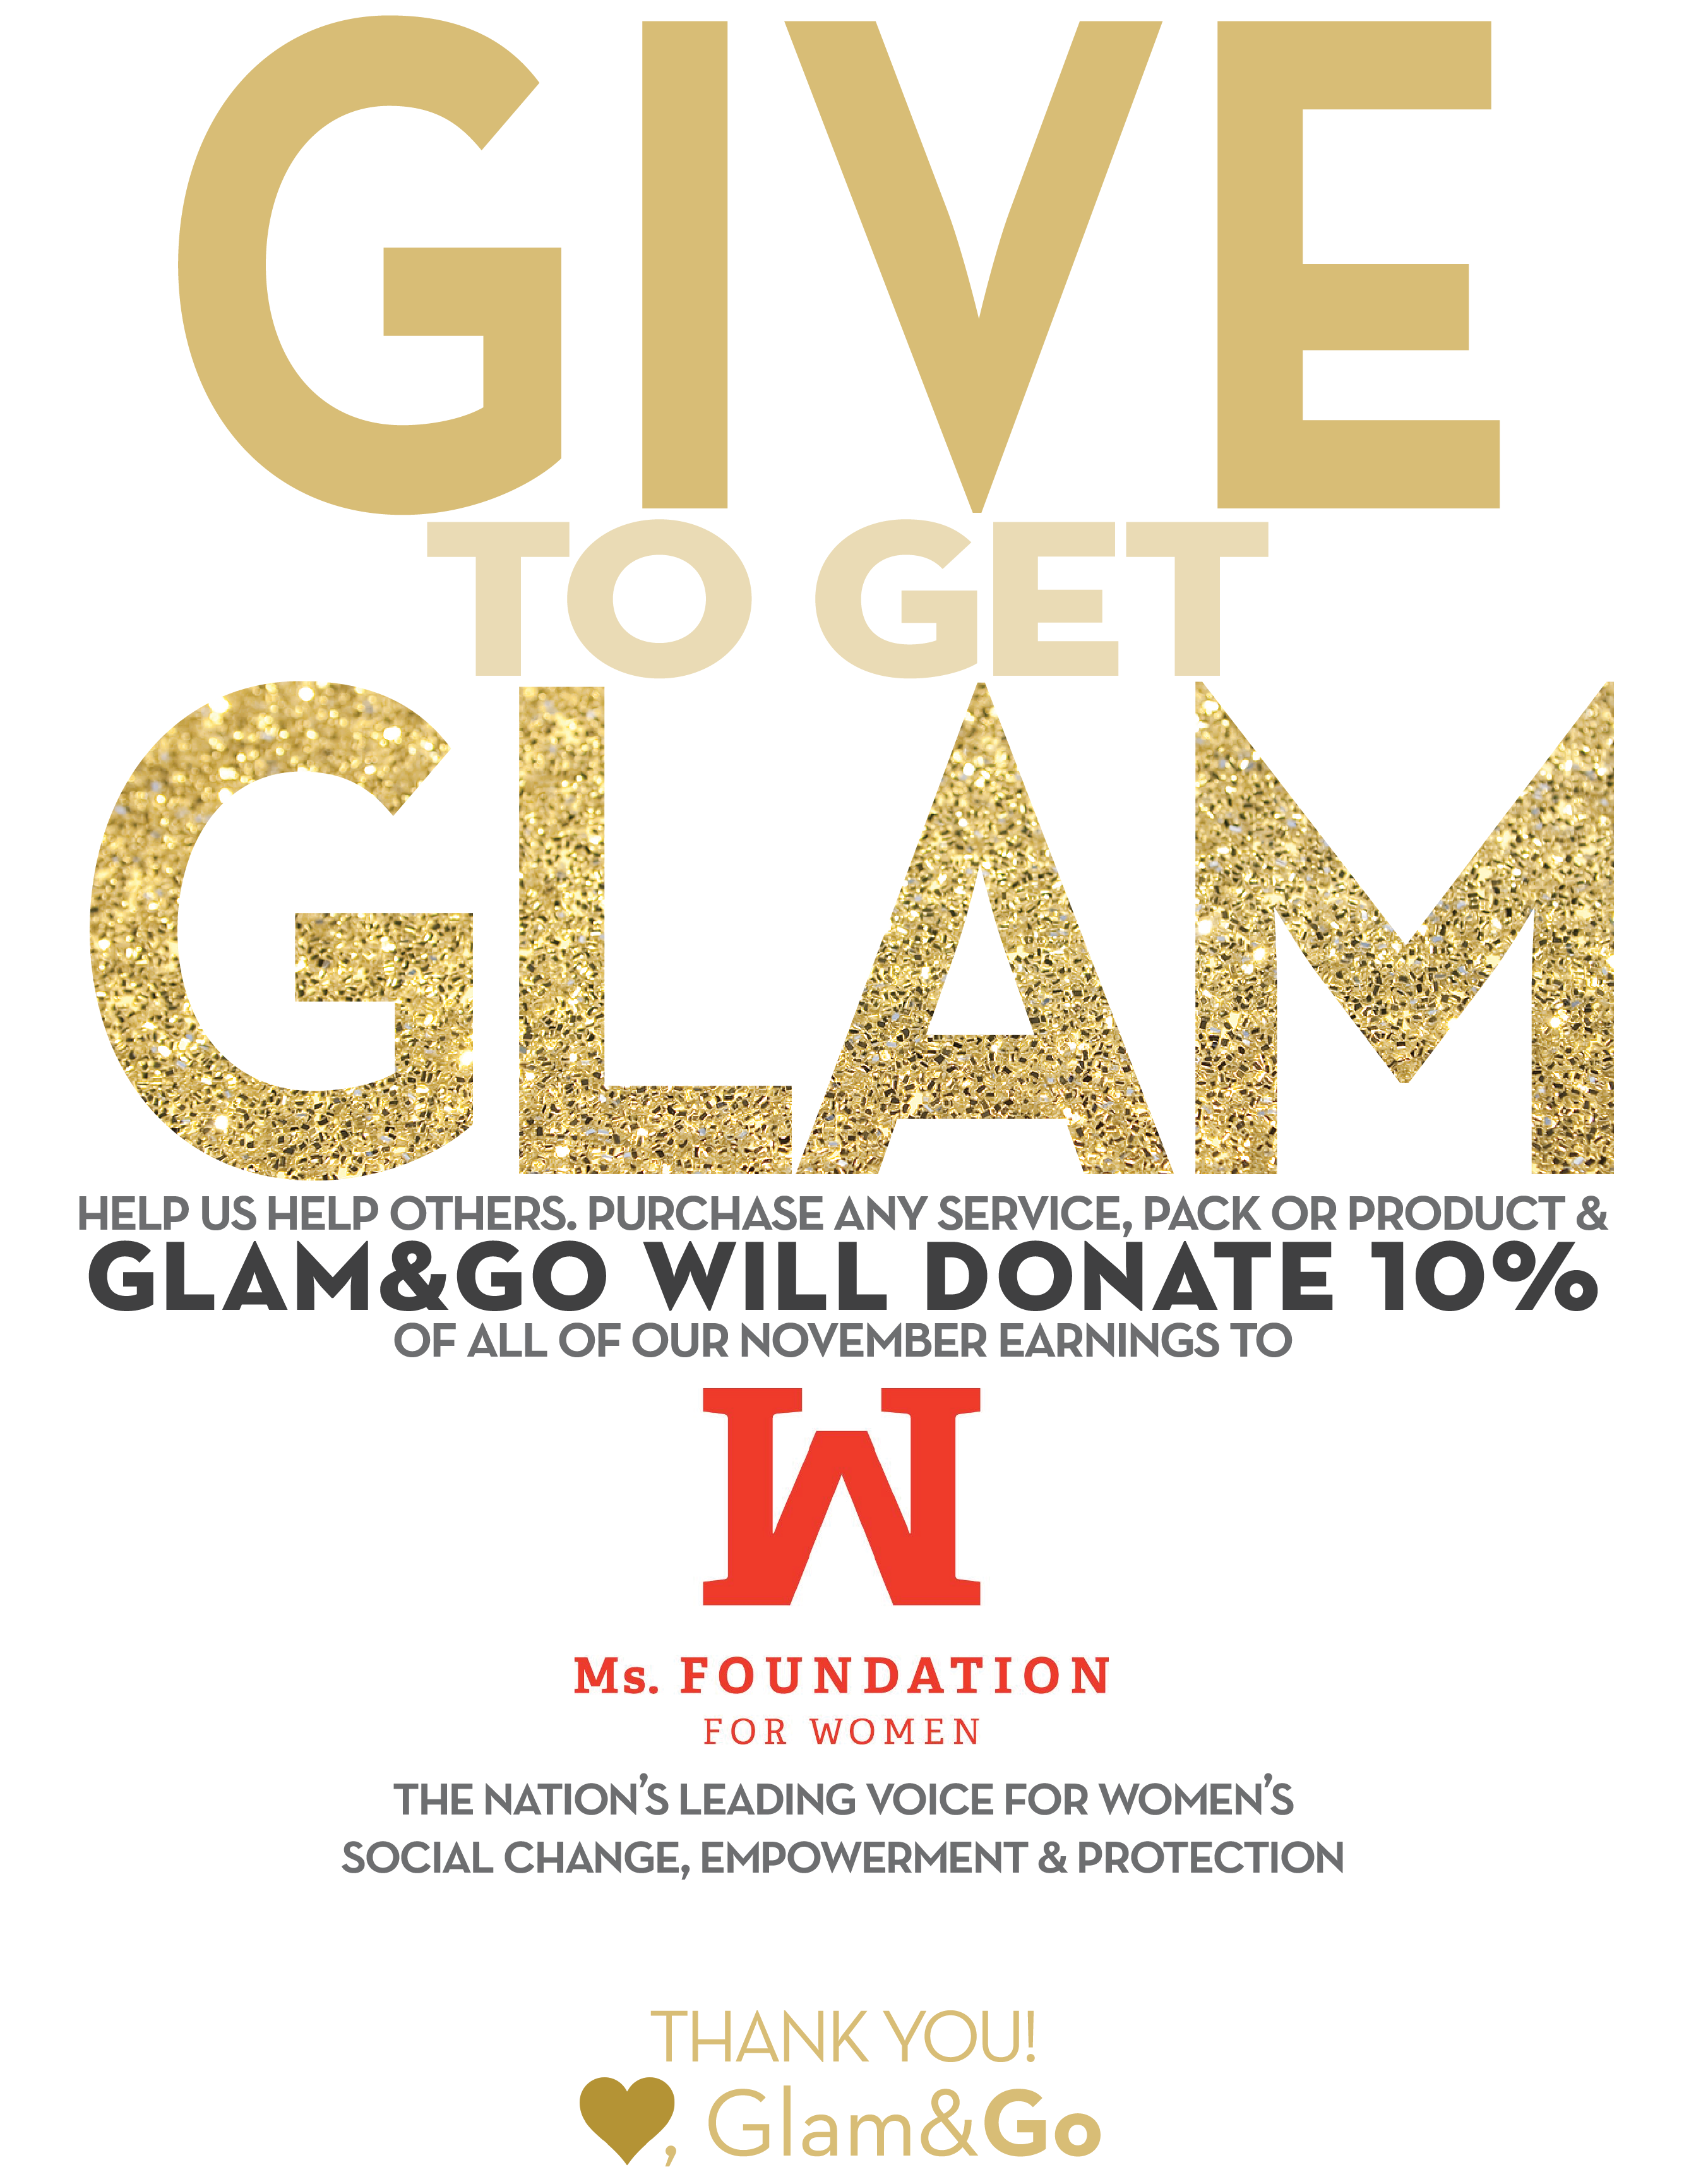 GIVE
TO GET
GLAM
HELP US HELP OTHERS. PURCHASE ANY SERVICE, PACK OR PRODUCT &
GLAM&GO WILL DONATE 10%
OF ALL OF OUR NOVEMBER EARNINGS TO
W
Ms. FOUNDATION
FOR WOMEN
THE NATION'S LEADING VOICE FOR WOMEN'S
SOCIAL CHANGE, EMPOWERMENT & PROTECTION
THANK YOU!
♥, Glam&Go